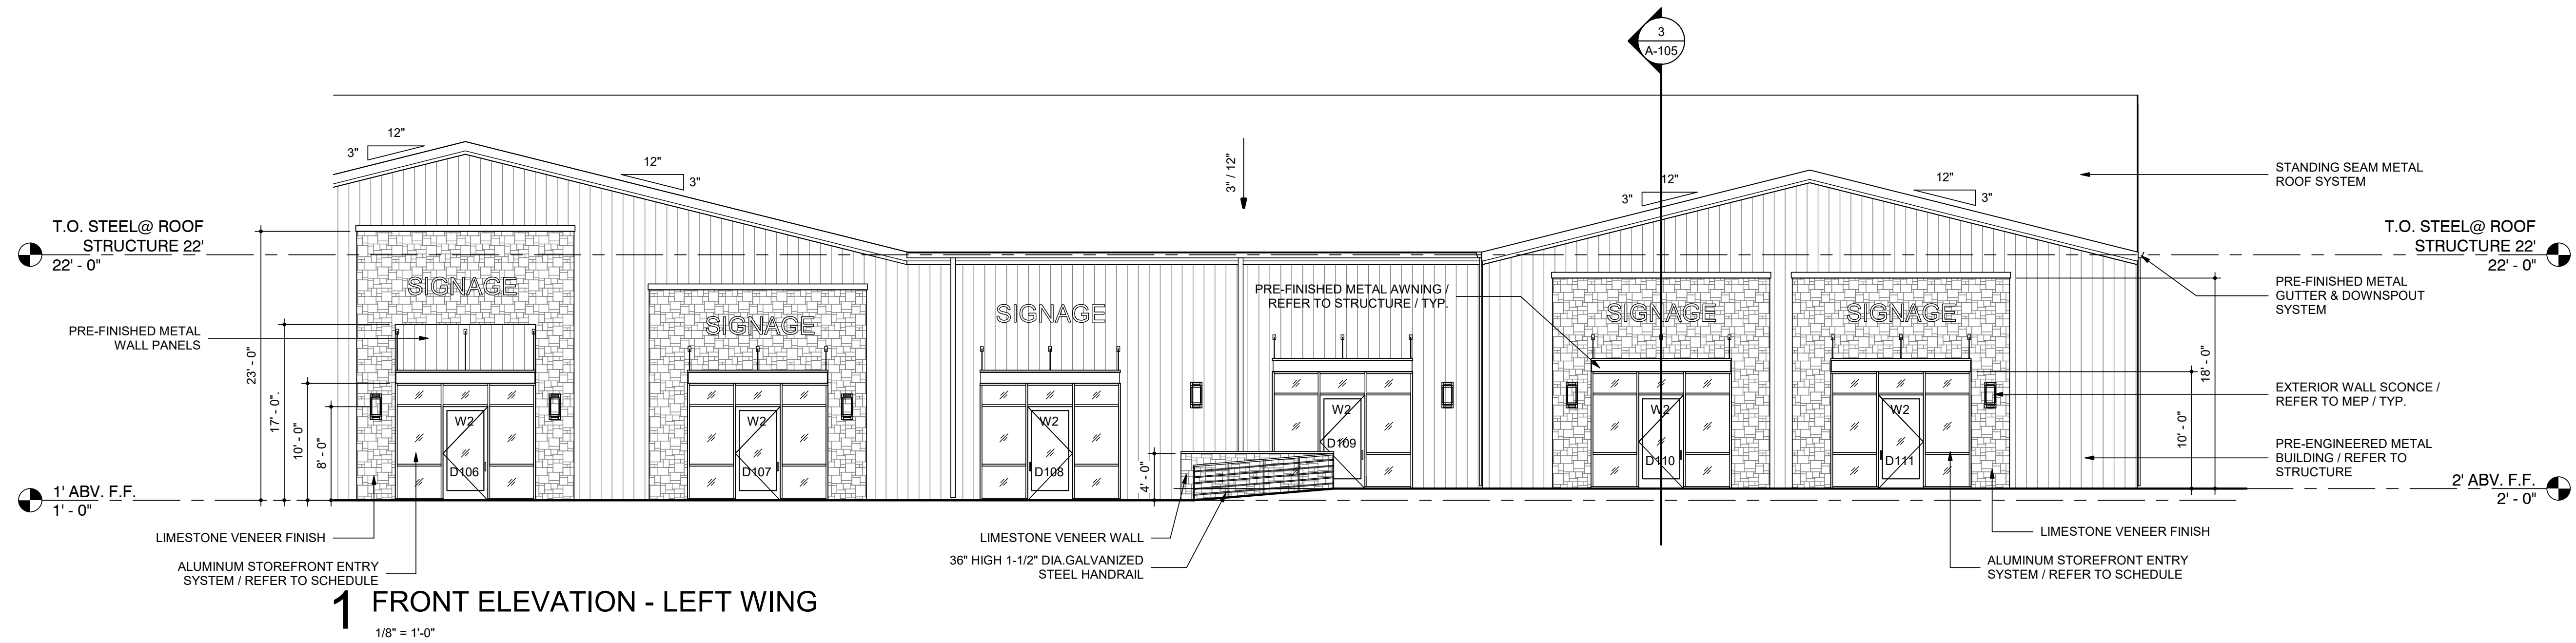 3
A-105
12"
3"
12"
3"
3" / 12"
12"
3"
12"
3"
STANDING SEAM METAL
ROOF SYSTEM
T.O. STEEL@ ROOF
STRUCTURE 22'
22' - 0"
T.O. STEEL@ ROOF
STRUCTURE 22'
22' - 0"
SIGNAGE
SIGNAGE
SIGNAGE
SIGNAGE
SIGNAGE
PRE-FINISHED METAL AWNING /
REFER TO STRUCTURE / TYP.
PRE-FINISHED METAL
GUTTER & DOWNSPOUT
SYSTEM
PRE-FINISHED METAL
WALL PANELS
23' - 0"
17' - 0".
10' - 0"
8' - 0"
18' - 0"
10' - 0"
4' - 0"
EXTERIOR WALL SCONCE /
REFER TO MEP / TYP.
W2
D106
W2
D107
W2
D108
W2
D109
W2
D110
W2
D111
PRE-ENGINEERED METAL
BUILDING / REFER TO
STRUCTURE
1' ABV. F.F.
1' - 0"
2' ABV. F.F.
2' - 0"
LIMESTONE VENEER FINISH
ALUMINUM STOREFRONT ENTRY
SYSTEM / REFER TO SCHEDULE
LIMESTONE VENEER WALL
36" HIGH 1-1/2" DIA.GALVANIZED
STEEL HANDRAIL
LIMESTONE VENEER FINISH
ALUMINUM STOREFRONT ENTRY
SYSTEM / REFER TO SCHEDULE
1 FRONT ELEVATION - LEFT WING
1/8" = 1'-0"